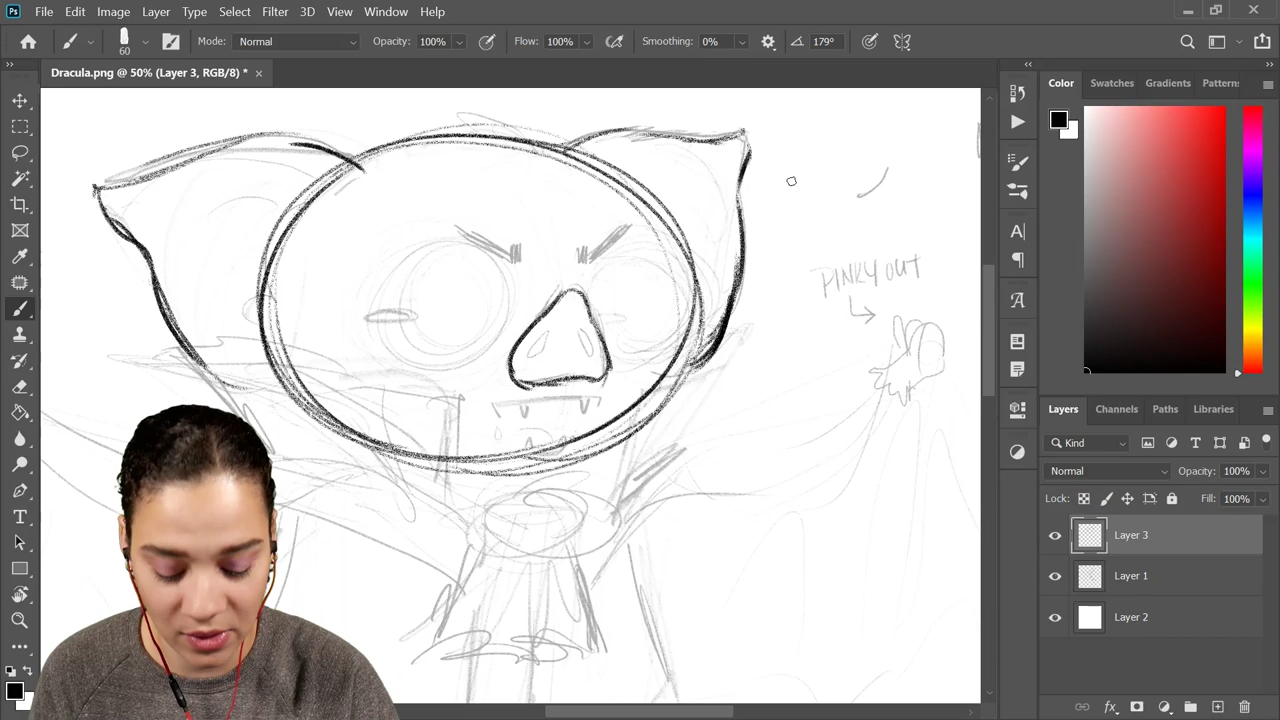 Ps File Edit Image Layer Type Select Filter 3D View Window Help
60 Mode: Normal Opacity: 100% Flow: 100% Smoothing: 0% 179°
Dracula.png @ 50% (Layer 3, RGB/8) * ×
Color Swatches Gradients Patterns
PINKY OUT
Layers Channels Paths Libraries
Kind
Normal Opacity: 100%
Lock: Fill: 100%
Layer 3
Layer 1
Layer 2
fx